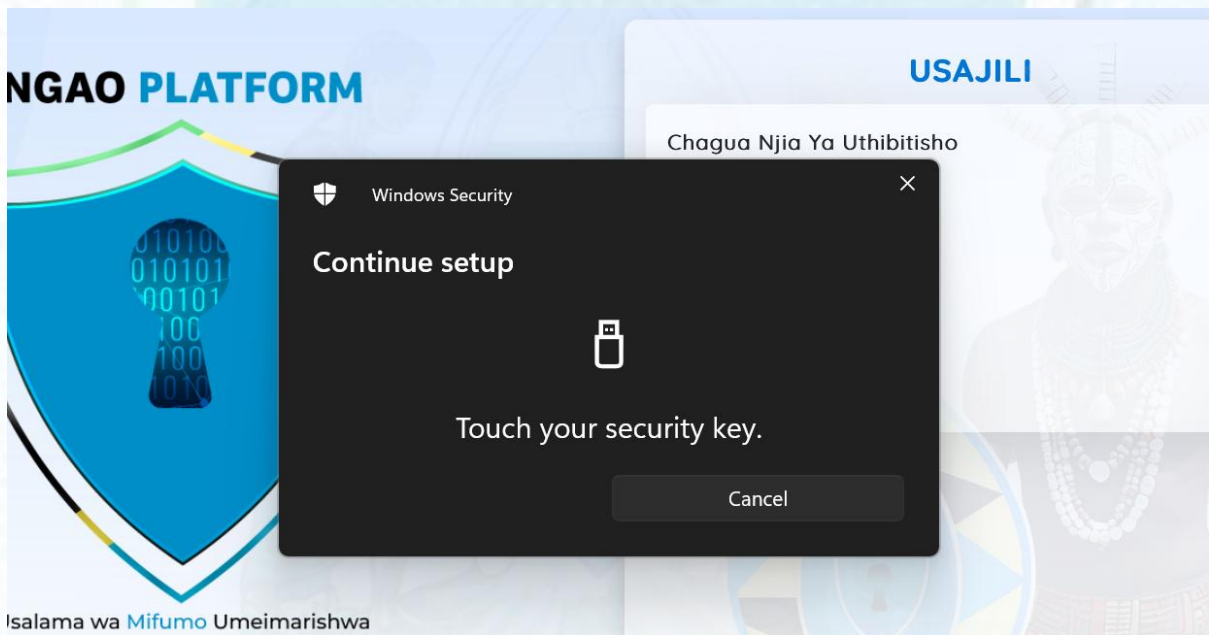 NGAO PLATFORM
USAJILI
Chagua Njia Ya Uthibitisho
Windows Security
Continue setup
Touch your security key.
Cancel
wa Mifumo Umeimarishwa